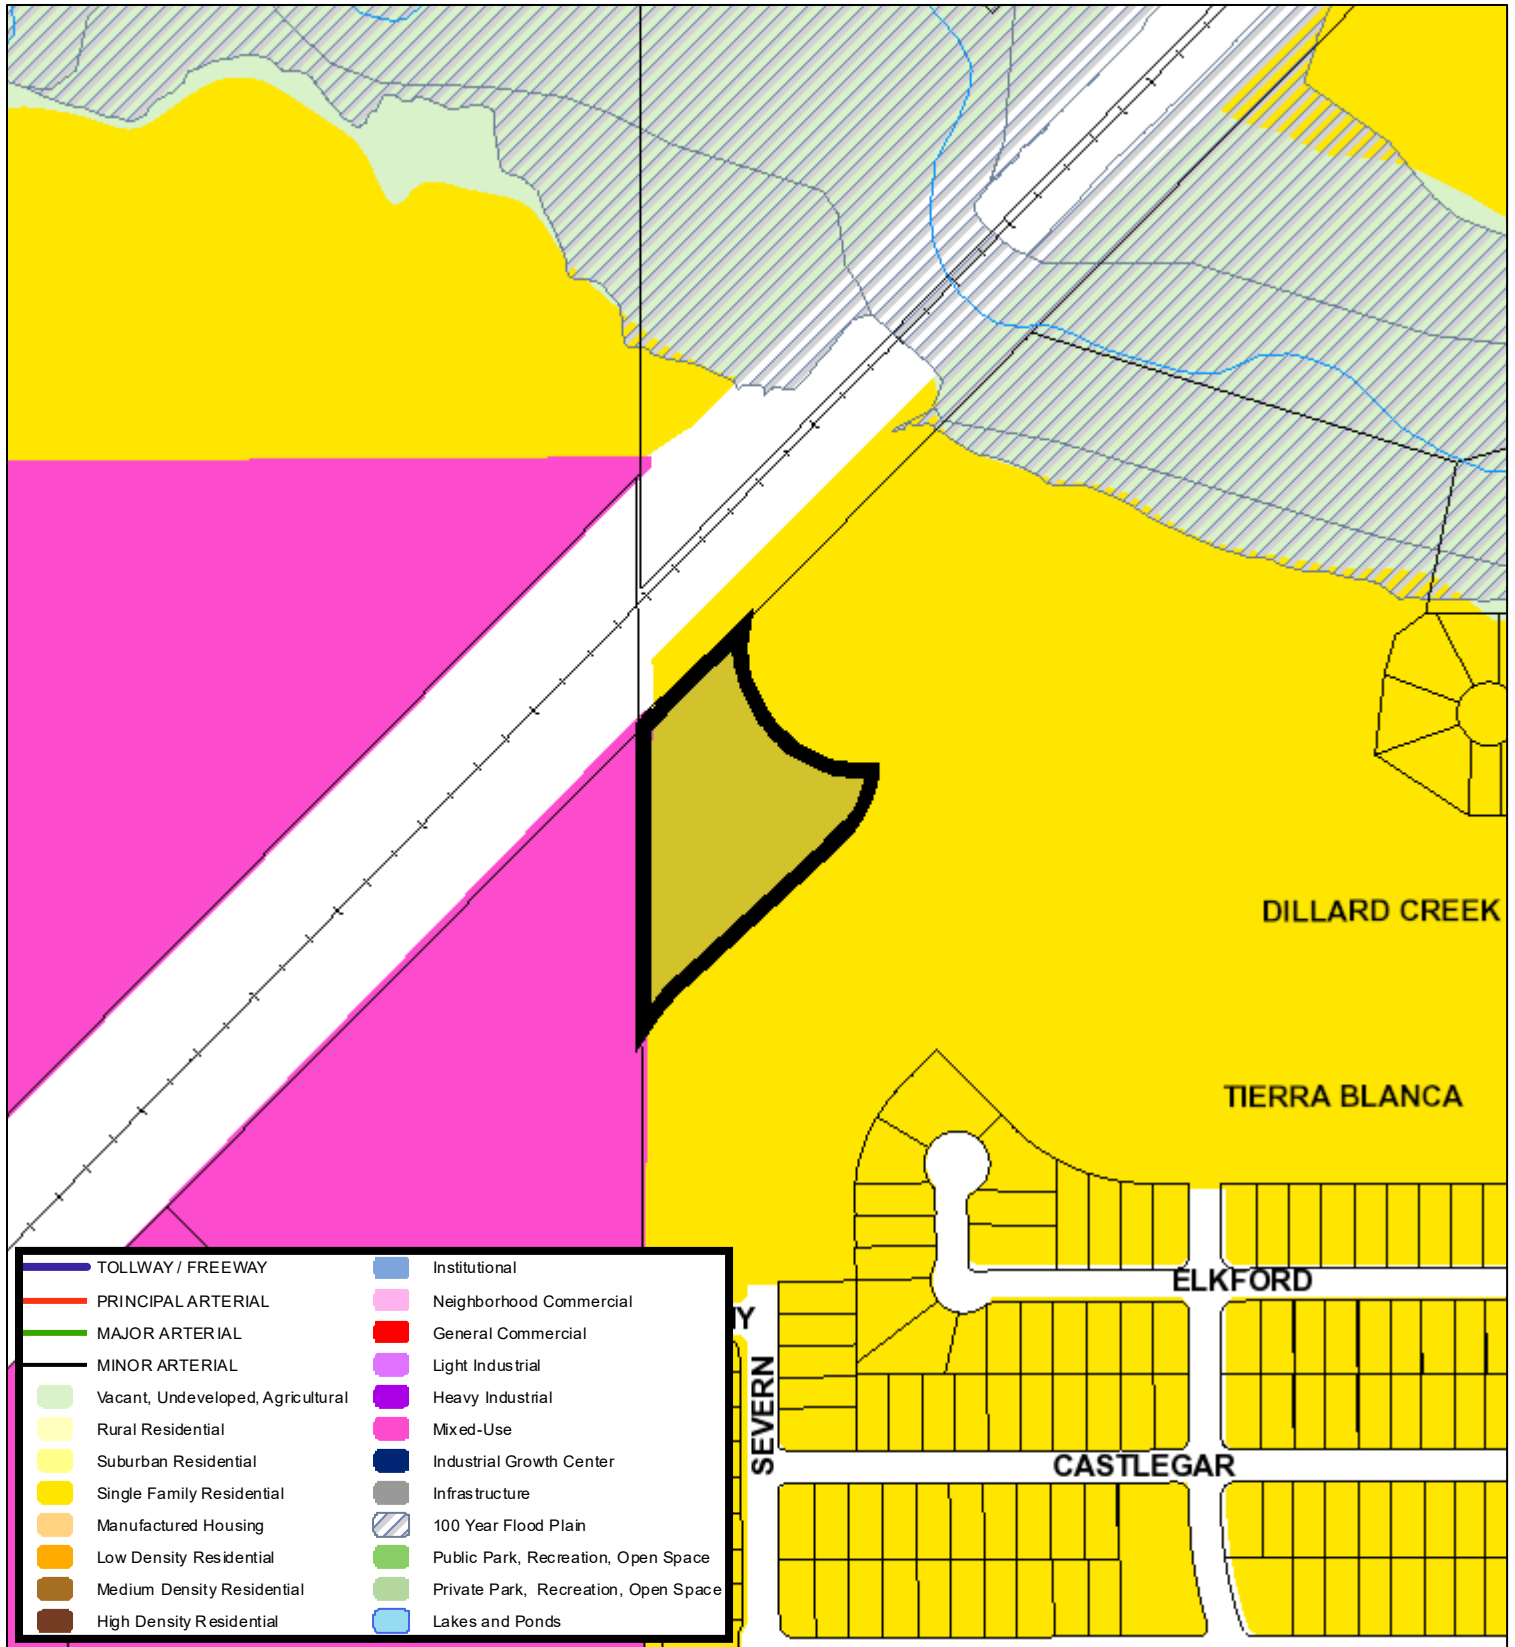 DILLARD CREEK
TIERRA BLANCA
ELKFORD
SEVERN
CASTLEGAR
TOLLWAY / FREEWAY
PRINCIPAL ARTERIAL
MAJOR ARTERIAL
MINOR ARTERIAL
Vacant, Undeveloped, Agricultural
Rural Residential
Suburban Residential
Single Family Residential
Manufactured Housing
Low Density Residential
Medium Density Residential
High Density Residential
Institutional
Neighborhood Commercial
General Commercial
Light Industrial
Heavy Industrial
Mixed-Use
Industrial Growth Center
Infrastructure
100 Year Flood Plain
Public Park, Recreation, Open Space
Private Park, Recreation, Open Space
Lakes and Ponds